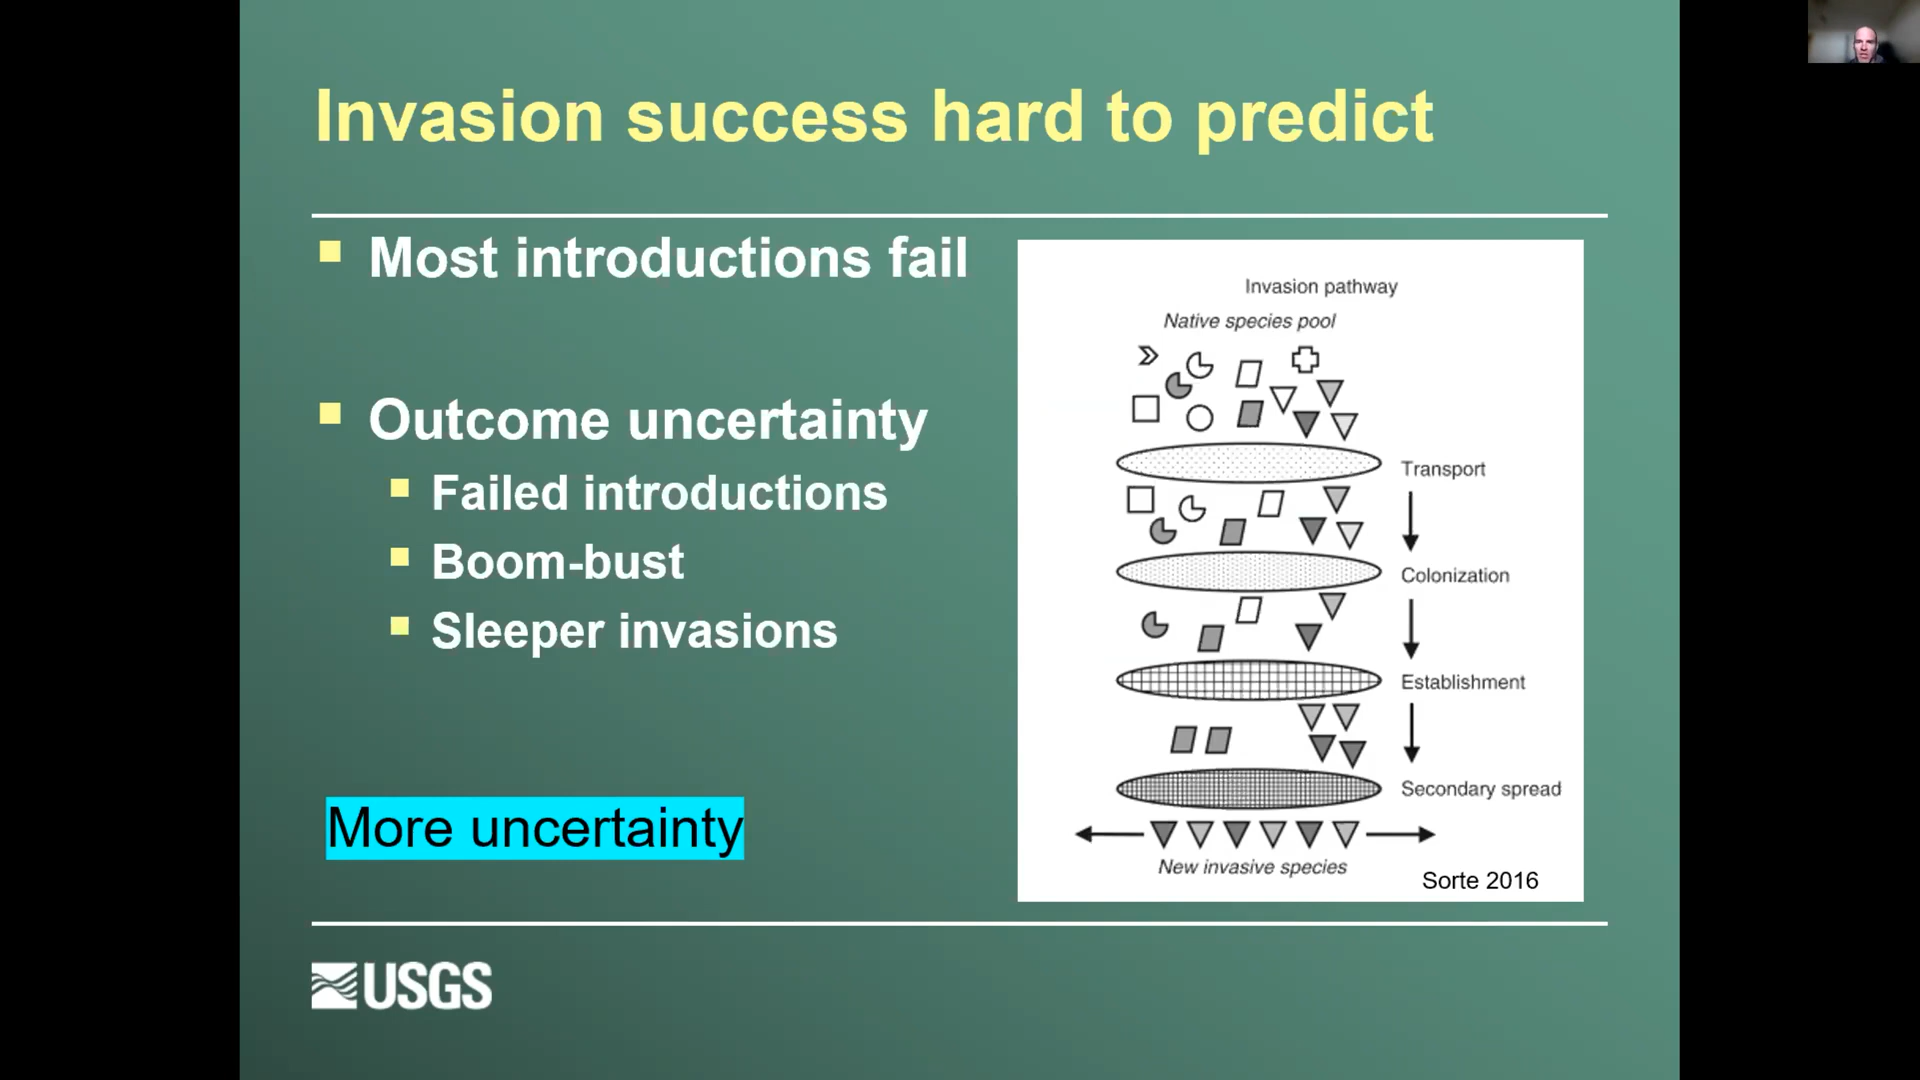 Invasion success hard to predict
Most introductions fail
Outcome uncertainty
Failed introductions
Boom-bust
Sleeper invasions
More uncertainty
Invasion pathway
Native species pool
Transport
Colonization
Establishment
Secondary spread
New invasive species
Sorte 2016
USGS